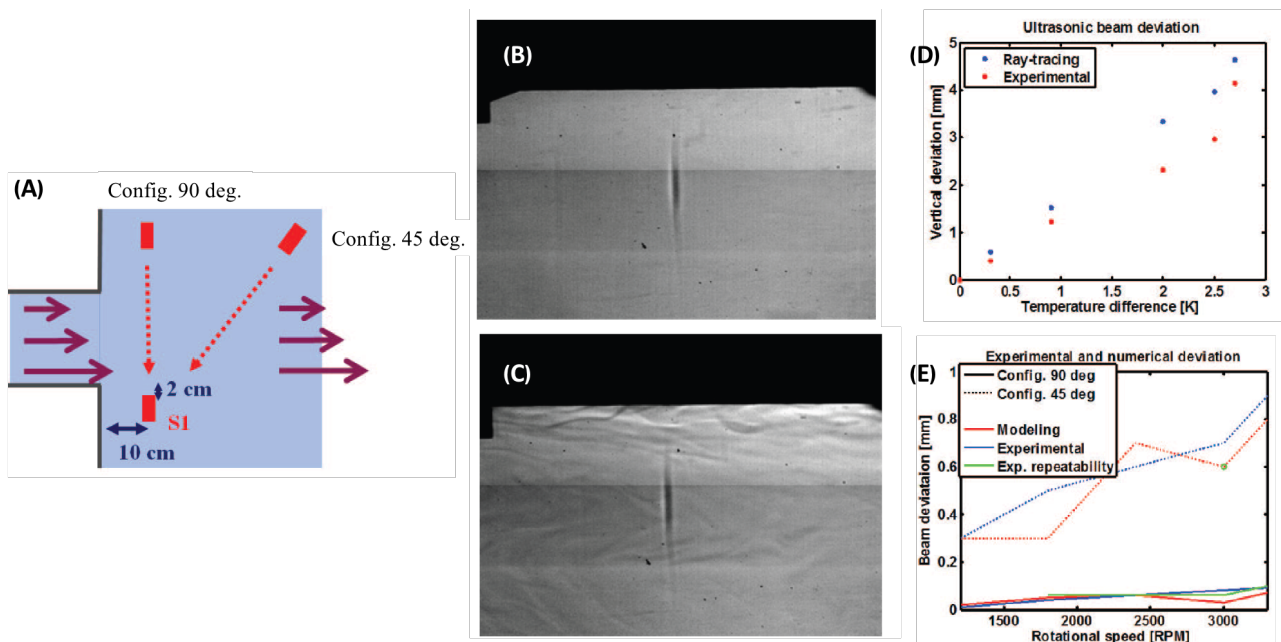 (A)
Config. 90 deg.
Config. 45 deg.
2 cm
S1
10 cm
(B)
(C)
(D)
Ultrasonic beam deviation
Ray-tracing
Experimental
Vertical deviation [mm]
5
4
3
2
1
0
0
0.5
1
1.5
2
2.5
3
Temperature difference [K]
(E)
Experimental and numerical deviation
Config. 90 deg
Config. 45 deg
Modeling
Experimental
Exp. repeatability
Beam deviataion [mm]
1
0.8
0.6
0.4
0.2
0
1500
2000
2500
3000
Rotational speed [RPM]